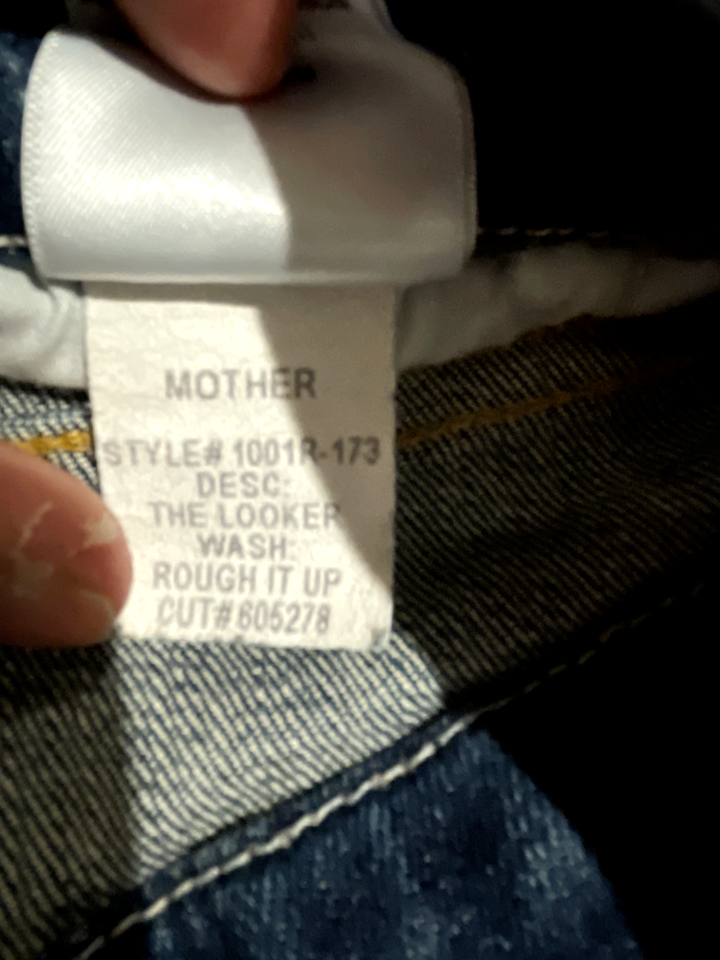 MOTHER
STYLE# 1001R-173
DESC:
THE LOOKER
WASH:
ROUGH IT UP
CUT# 605278